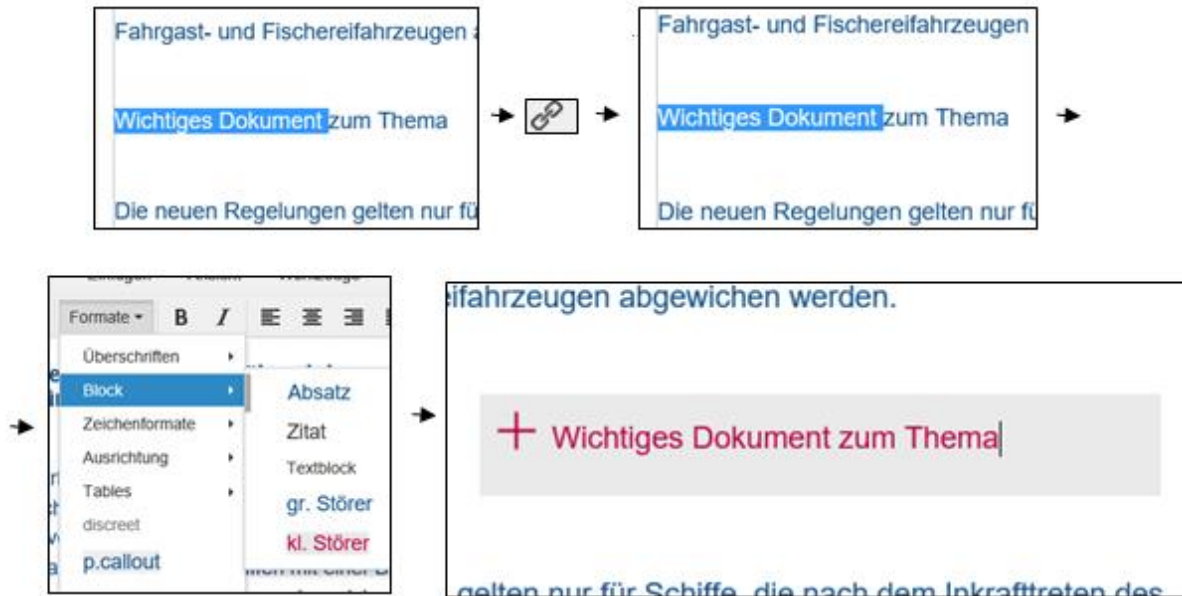 Fahrgast- und Fischereifahrzeugen
Wichtiges Dokument zum Thema
Die neuen Regelungen gelten nur fü
Fahrgast- und Fischereifahrzeugen
Wichtiges Dokument zum Thema
Die neuen Regelungen gelten nur fü
Formate B I
Überschriften
Block
Zeichenformate
Ausrichtung
Tables
discreet
p.callout
Absatz
Zitat
Textblock
gr. Störer
kl. Störer
eifahrzeugen abgewichen werden.
+ Wichtiges Dokument zum Thema
gelten nur für Schiffe, die nach dem Inkrafttreten des